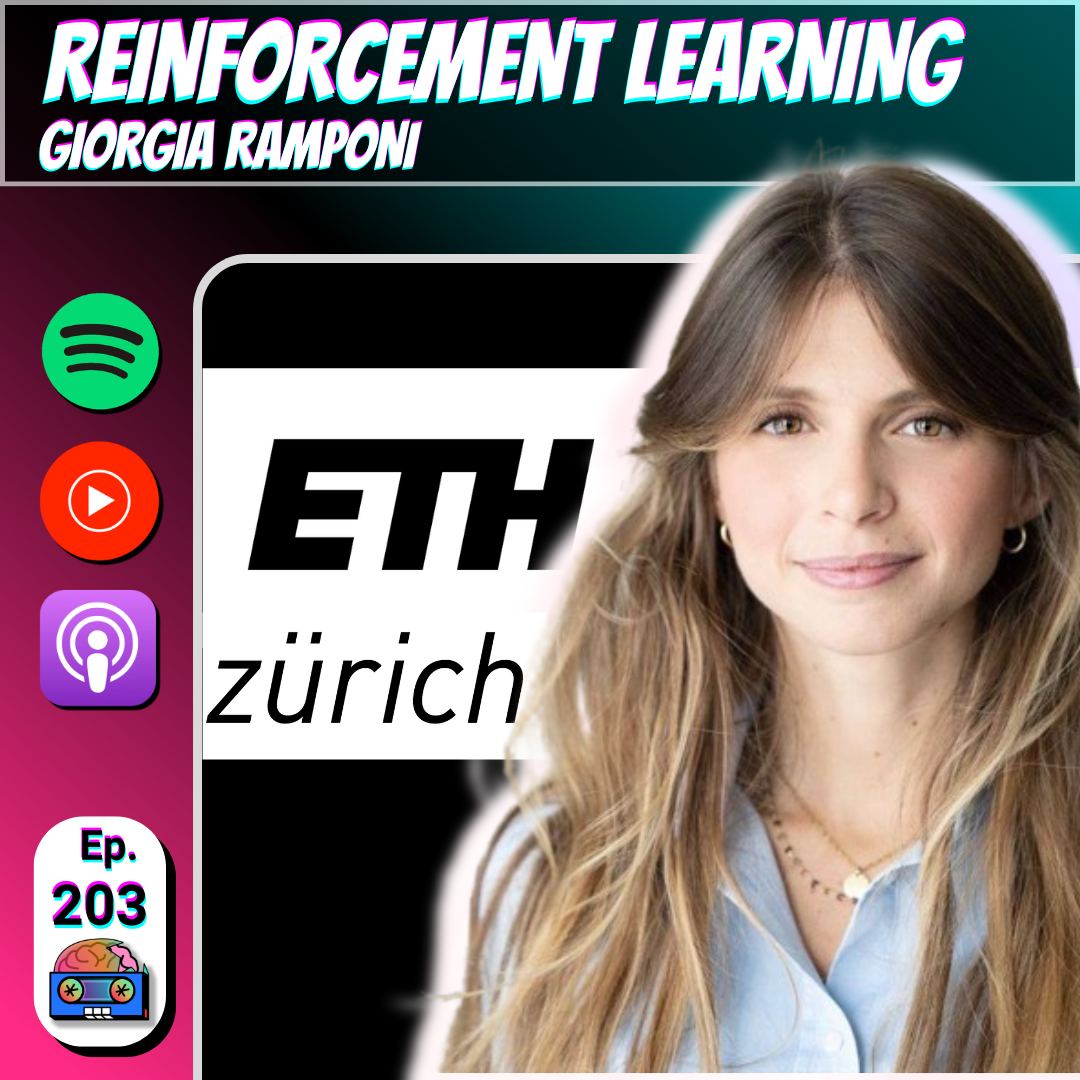 REINFORCEMENT LEARNING
GIORGIA RAMPONI
ETH
zürich
Ep.
203